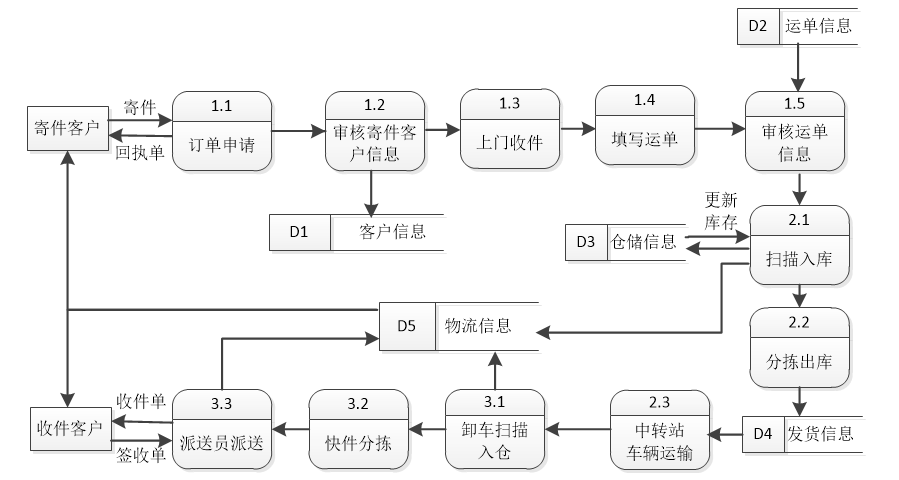 D2 运单信息
寄件客户
寄件
回执单
1.1
订单申请
1.2
审核寄件客
户信息
1.3
上门收件
1.4
填写运单
1.5
审核运单
信息
D1 客户信息
D3 仓储信息
更新
库存
2.1
扫描入库
D5 物流信息
2.2
分拣出库
收件客户
收件单
签收单
3.3
派送员派送
3.2
快件分拣
3.1
卸车扫描
入仓
2.3
中转站
车辆运输
D4 发货信息